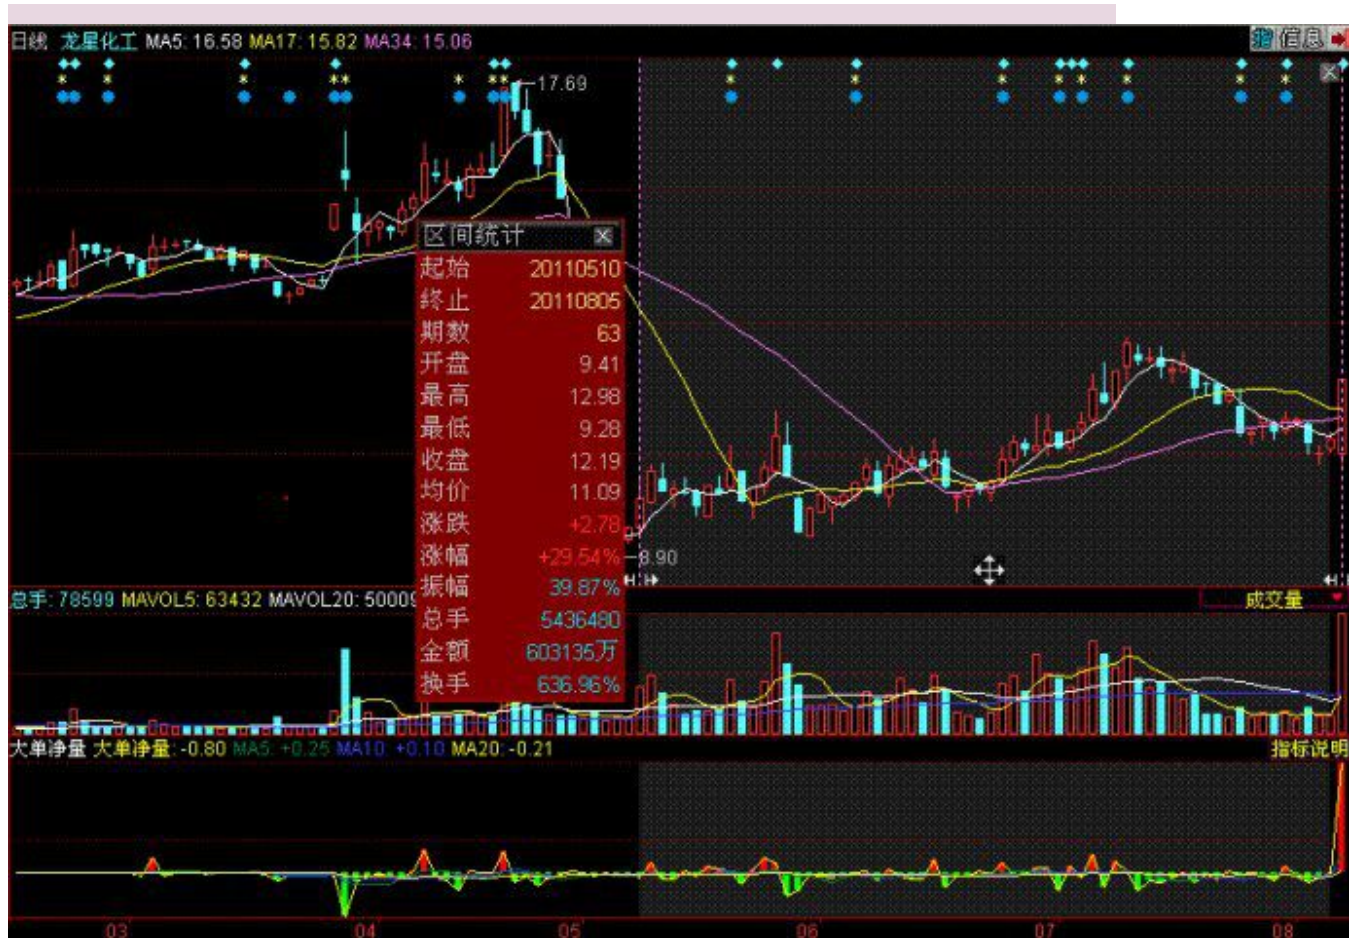 日线 龙星化工 MA5: 16.58 MA17: 15.82 MA34: 15.06 指 信息
17.69
区间统计
起始 20110510
终止 20110805
期数 63
开盘 9.41
最高 12.98
最低 9.28
收盘 12.19
均价 11.09
涨跌 +2.78
涨幅 +29.54%
8.90
振幅 39.87%
总手 5436480
金额 603135万
换手 636.96%
总手: 78599 MAVOL5: 63432 MAVOL20: 50009 成交量
大单净量 大单净量: -0.80 MA5: +0.25 MA10: +0.10 MA20: -0.21 指标说明
03 04 05 06 07 08